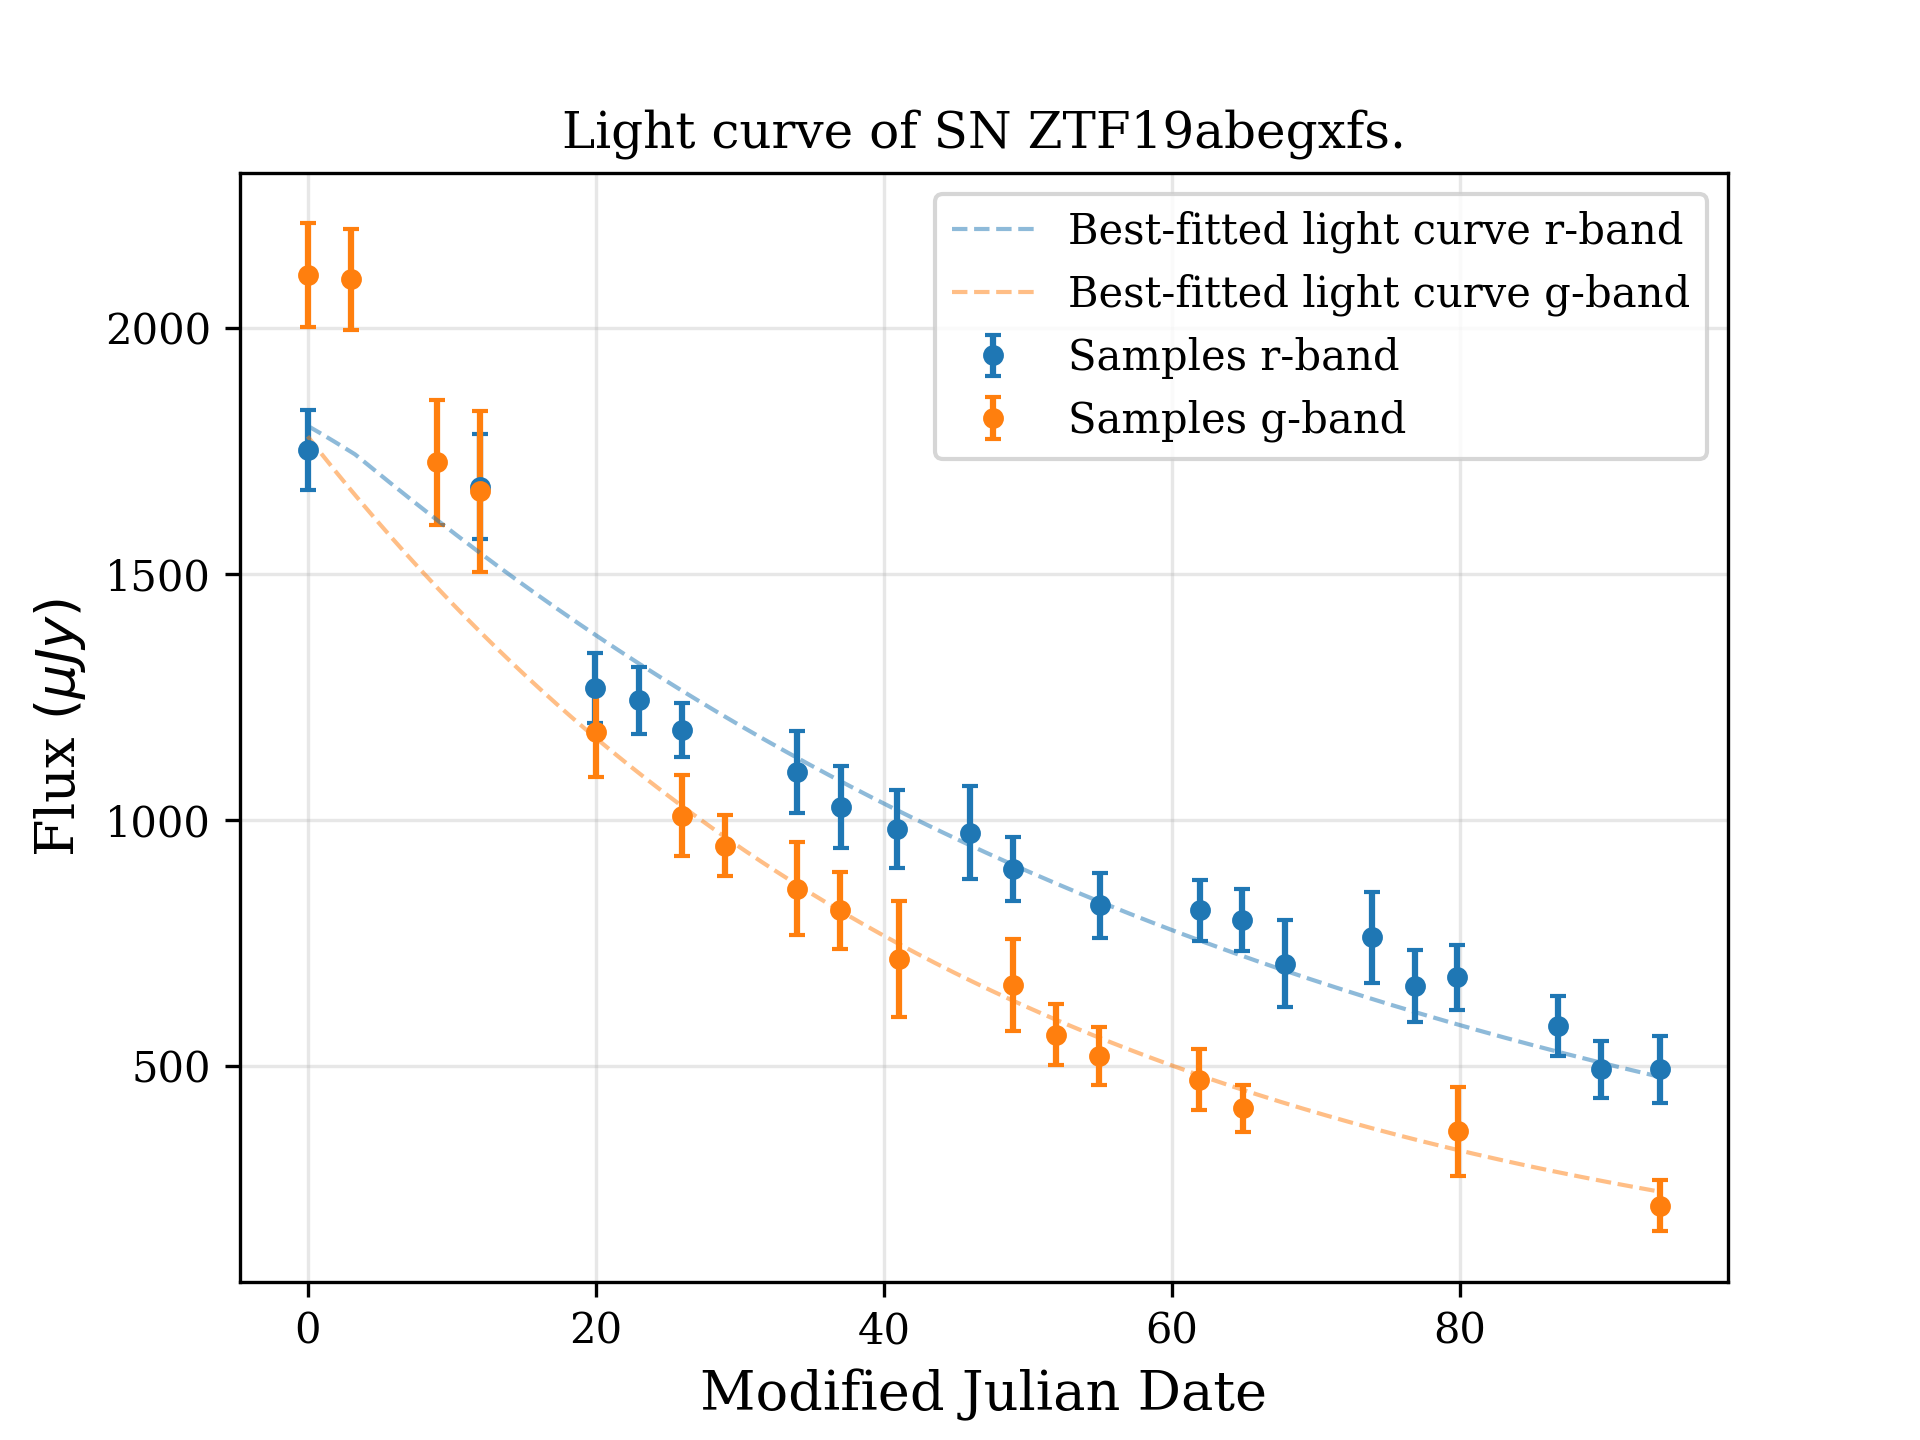 Light curve of SN ZTF19abegxfs.
Best-fitted light curve r-band
Best-fitted light curve g-band
Samples r-band
Samples g-band
2000
1500
1000
500
Flux (μJy)
0 20 40 60 80
Modified Julian Date